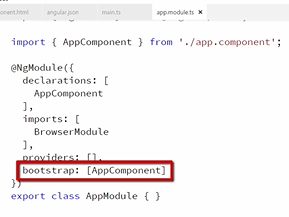 ponent.html angular.json main.ts app.module.ts ×
import { AppComponent } from './app.component';
@NgModule({
declarations: [
AppComponent
],
imports: [
BrowserModule
],
providers: [],
bootstrap: [AppComponent]
})
export class AppModule { }